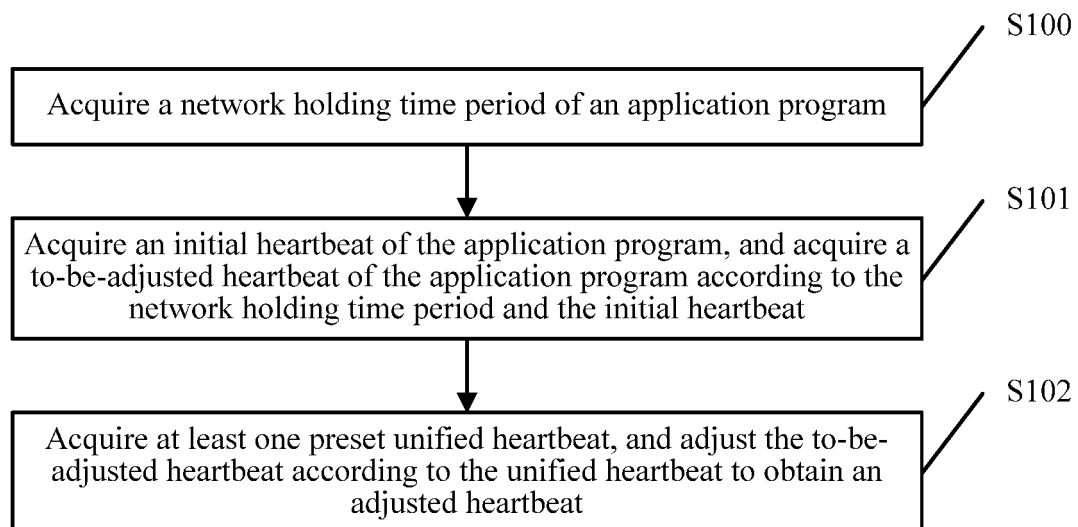 S100
Acquire a network holding time period of an application program
S101
Acquire an initial heartbeat of the application program, and acquire a
to-be-adjusted heartbeat of the application program according to the
network holding time period and the initial heartbeat
S102
Acquire at least one preset unified heartbeat, and adjust the to-be-
adjusted heartbeat according to the unified heartbeat to obtain an
adjusted heartbeat